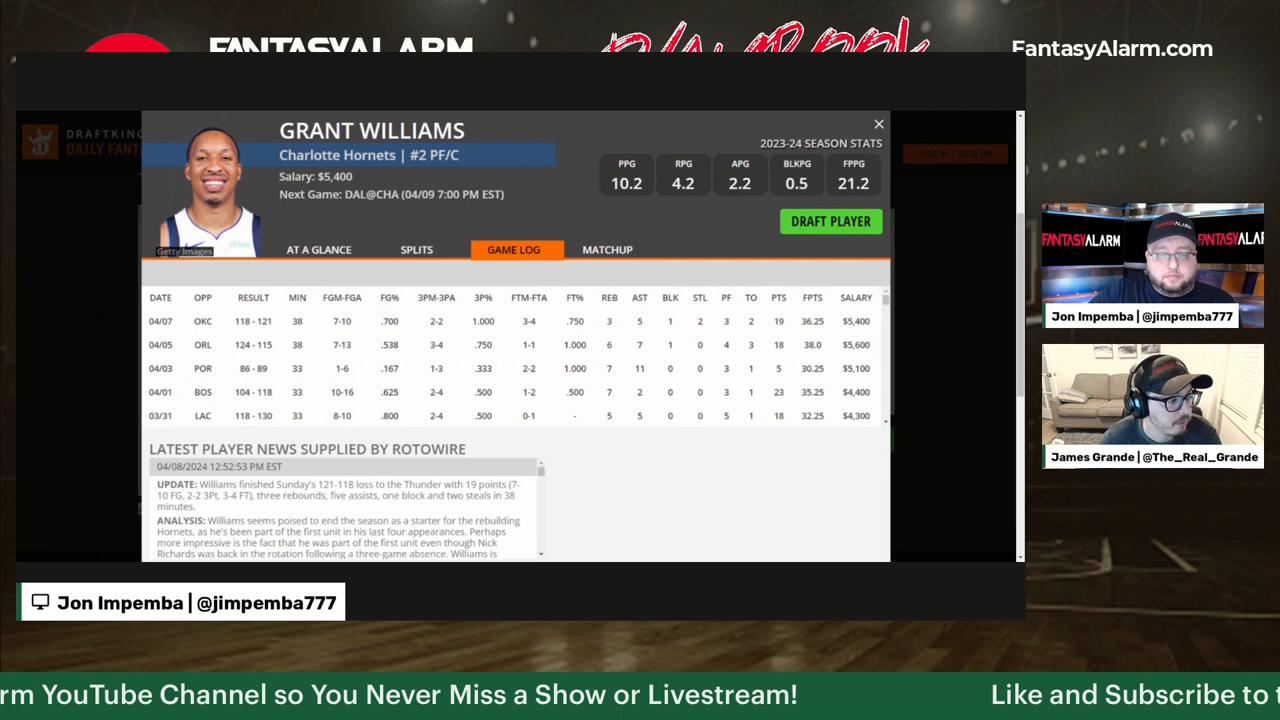 FANTASYALARM
PLAYBOOK
FantasyAlarm.com
DRAFTKIN
DAILY FANT
LOG IN | SIGN UP
GRANT WILLIAMS
Charlotte Hornets | #2 PF/C
Salary: $5,400
Next Game: DAL@CHA (04/09 7:00 PM EST)
Getty Images
2023-24 SEASON STATS
PPG RPG APG BLKPG FPPG
10.2 4.2 2.2 0.5 21.2
DRAFT PLAYER
AT A GLANCE SPLITS GAME LOG MATCHUP
DATE OPP RESULT MIN FGM-FGA FG% 3PM-3PA 3P% FTM-FTA FT% REB AST BLK STL PF TO PTS FPTS SALARY
04/07 OKC 118 - 121 38 7-10 .700 2-2 1.000 3-4 .750 3 5 1 2 3 2 19 36.25 $5,400
04/05 ORL 124 - 115 38 7-13 .538 3-4 .750 1-1 1.000 6 7 1 0 4 3 18 38.0 $5,600
04/03 POR 86 - 89 33 1-6 .167 1-3 .333 2-2 1.000 7 11 0 0 3 1 5 30.25 $5,100
04/01 BOS 104 - 118 33 10-16 .625 2-4 .500 1-2 .500 7 2 0 0 3 1 23 35.25 $4,400
03/31 LAC 118 - 130 33 8-10 .800 2-4 .500 0-1 - 5 5 0 0 5 1 18 32.25 $4,300
LATEST PLAYER NEWS SUPPLIED BY ROTOWIRE
04/08/2024 12:52:53 PM EST
UPDATE: Williams finished Sunday's 121-118 loss to the Thunder with 19 points (7-
10 FG, 2-2 3Pt, 3-4 FT), three rebounds, five assists, one block and two steals in 38
minutes.
ANALYSIS: Williams seems poised to end the season as a starter for the rebuilding
Hornets, as he's been part of the first unit in his last four appearances. Perhaps
more impressive is the fact that he was part of the first unit even though Nick
Richards was back in the rotation following a three-game absence. Williams is
FANTASYALARM
Jon Impemba | @jimpemba777
James Grande | @The_Real_Grande
Jon Impemba | @jimpemba777
rm YouTube Channel so You Never Miss a Show or Livestream! Like and Subscribe to t